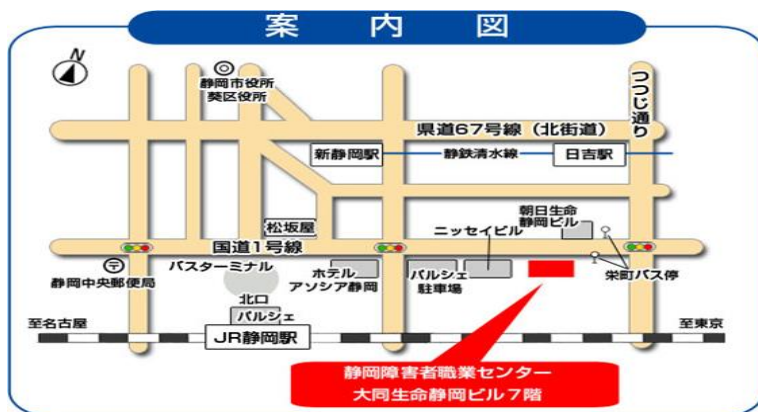 案内図
N
静岡市役所
葵区役所
つつじ通り
県道67号線（北街道）
新静岡駅
静鉄清水線
日吉駅
松坂屋
ニッセイビル
朝日生命
静岡ビル
国道1号線
静岡中央郵便局
バスターミナル
ホテル
アソシア静岡
パルシェ
駐車場
栄町バス停
北口
パルシェ
至名古屋
JR静岡駅
至東京
静岡障害者職業センター
大同生命静岡ビル7階